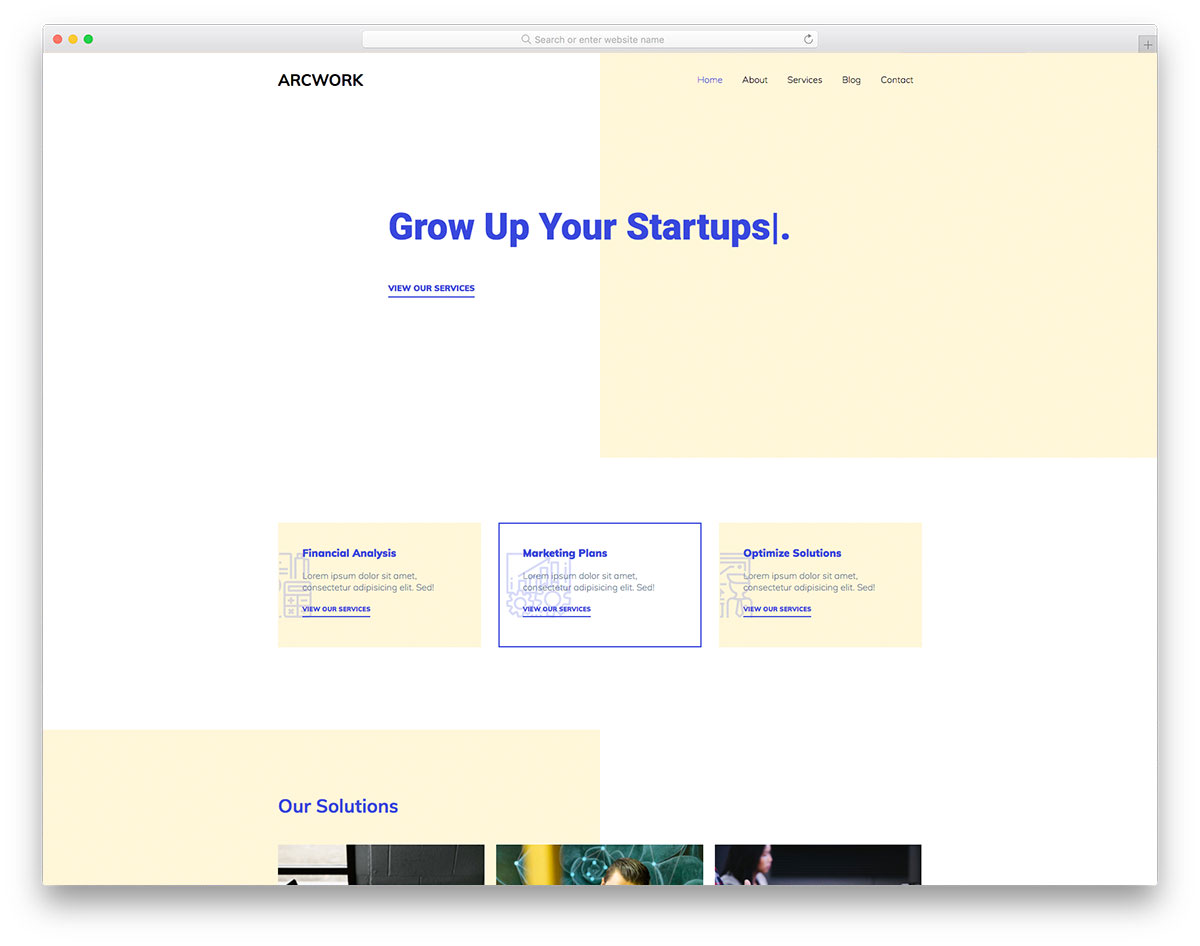 Search or enter website name
ARCWORK
Home About Services Blog Contact
Grow Up Your Startups|.
VIEW OUR SERVICES
Financial Analysis
Lorem ipsum dolor sit amet,
consectetur adipisicing elit. Sed!
VIEW OUR SERVICES
Marketing Plans
Lorem ipsum dolor sit amet,
consectetur adipisicing elit. Sed!
VIEW OUR SERVICES
Optimize Solutions
Lorem ipsum dolor sit amet,
consectetur adipisicing elit. Sed!
VIEW OUR SERVICES
Our Solutions